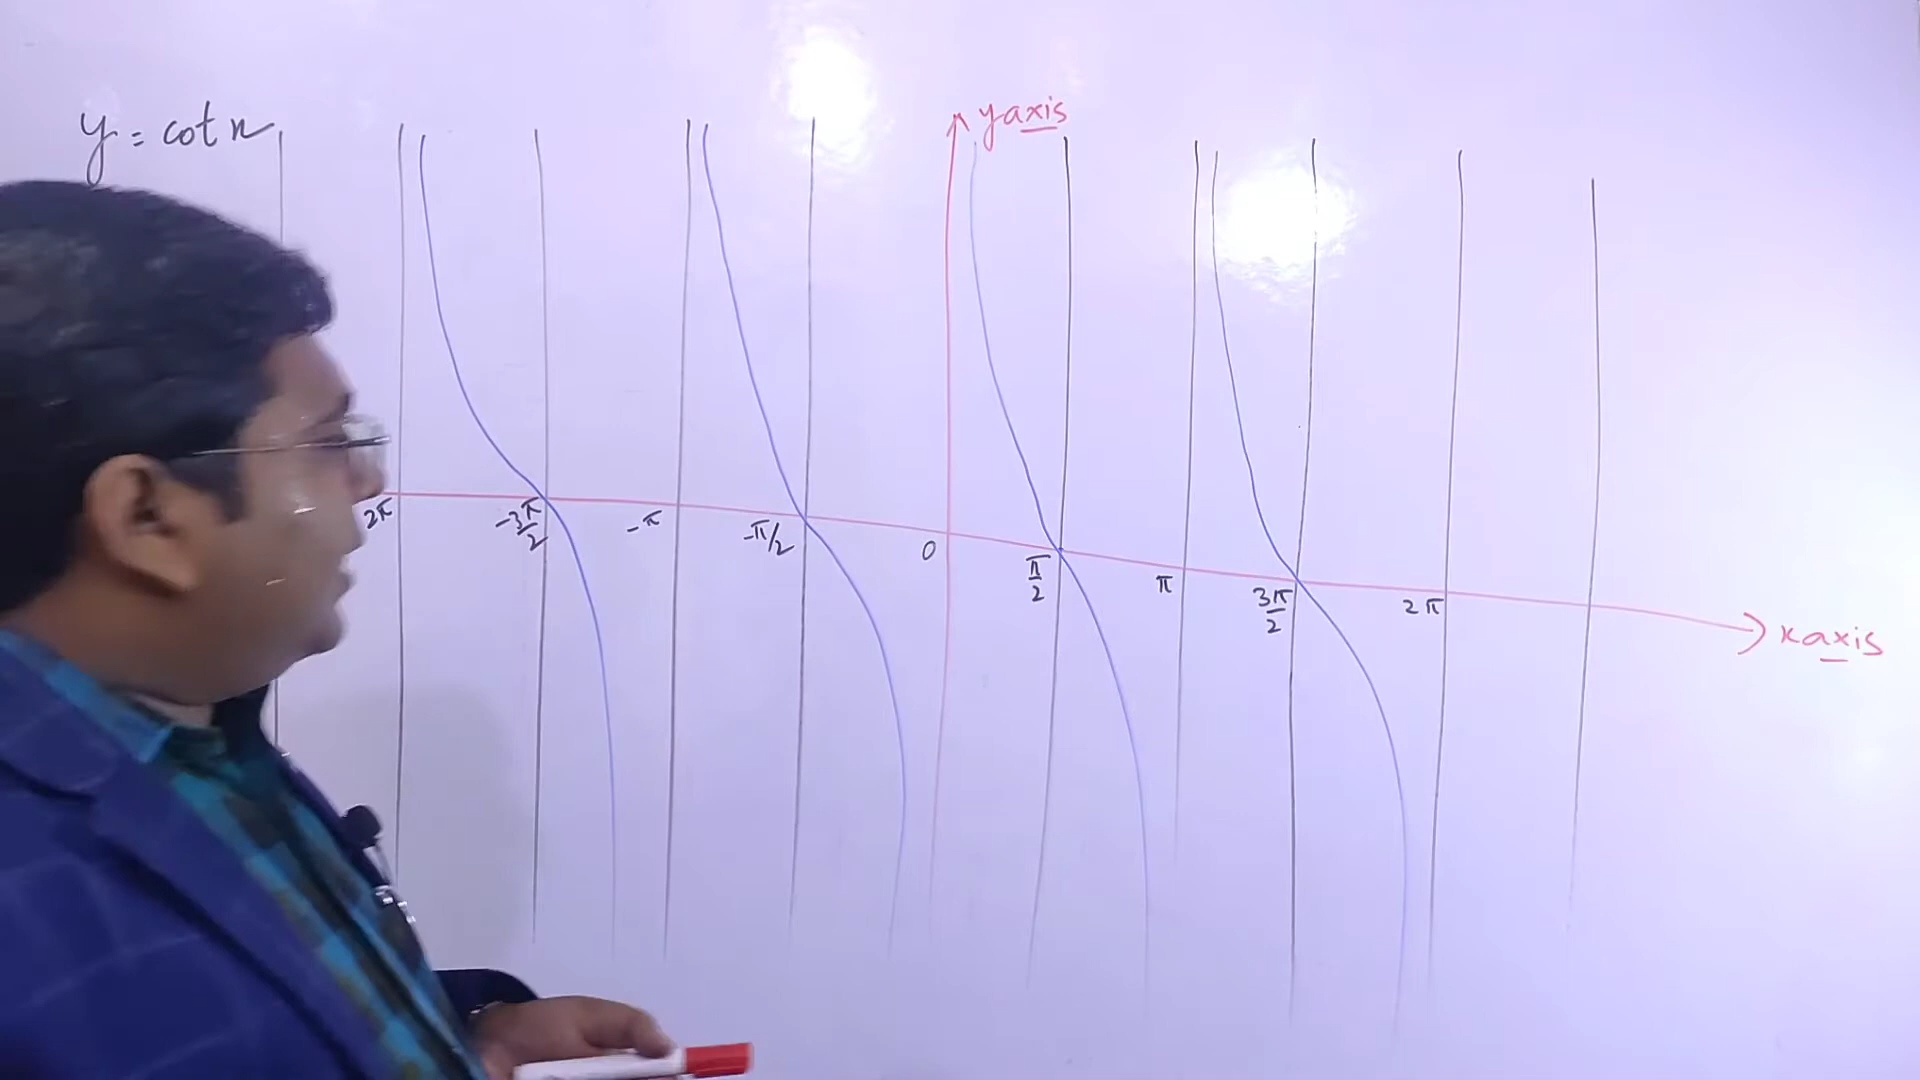 y = cot x
y axis
2π
-3π/2
-π
-π/2
0
π/2
π
3π/2
2π
x axis